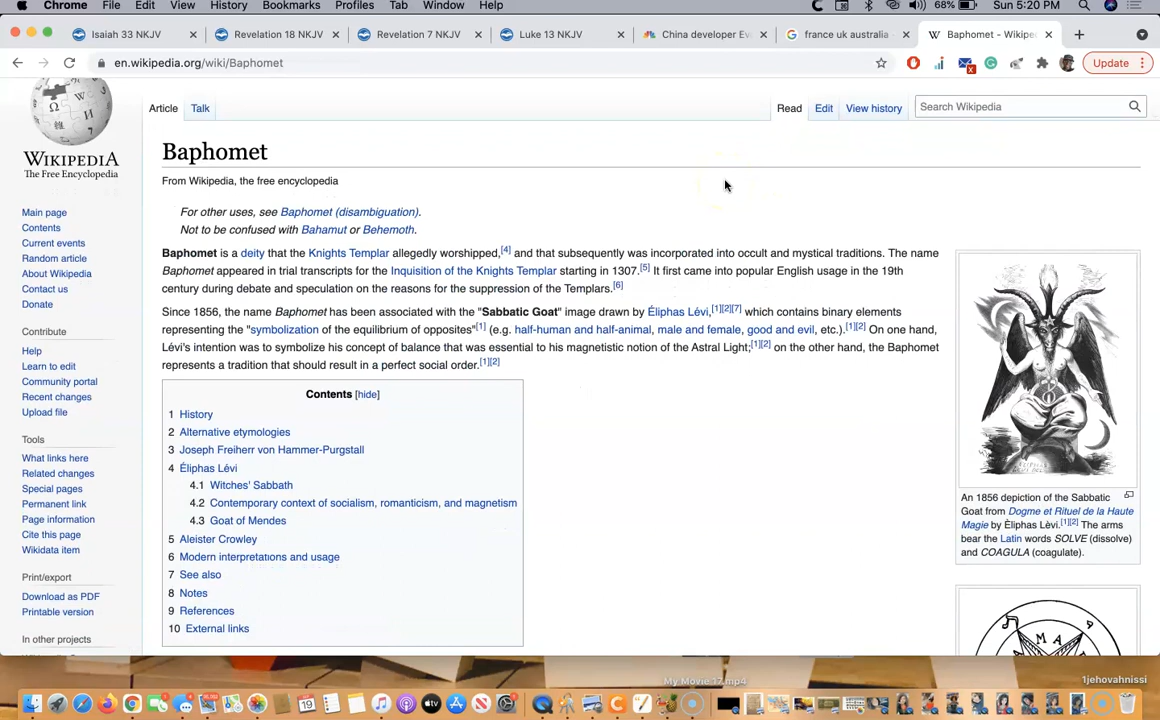 Chrome File Edit View History Bookmarks Profiles Tab Window Help 68% Sun 5:20 PM
Isaiah 33 NKJV × Revelation 18 NKJV × Revelation 7 NKJV × Luke 13 NKJV × China developer Ev × france uk australia × Baphomet - Wikipe × +
en.wikipedia.org/wiki/Baphomet Update
Article Talk Read Edit View history Search Wikipedia
WIKIPEDIA
The Free Encyclopedia
Main page
Contents
Current events
Random article
About Wikipedia
Contact us
Donate
Contribute
Help
Learn to edit
Community portal
Recent changes
Upload file
Tools
What links here
Related changes
Special pages
Permanent link
Page information
Cite this page
Wikidata item
Print/export
Download as PDF
Printable version
In other projects
Baphomet
From Wikipedia, the free encyclopedia
For other uses, see Baphomet (disambiguation).
Not to be confused with Bahamut or Behemoth.
Baphomet is a deity that the Knights Templar allegedly worshipped,[4] and that subsequently was incorporated into occult and mystical traditions. The name
Baphomet appeared in trial transcripts for the Inquisition of the Knights Templar starting in 1307.[5] It first came into popular English usage in the 19th
century during debate and speculation on the reasons for the suppression of the Templars.[6]
Since 1856, the name Baphomet has been associated with the "Sabbatic Goat" image drawn by Éliphas Lévi,[1][2][7] which contains binary elements
representing the "symbolization of the equilibrium of opposites"[1] (e.g. half-human and half-animal, male and female, good and evil, etc.).[1][2] On one hand,
Lévi's intention was to symbolize his concept of balance that was essential to his magnetistic notion of the Astral Light;[1][2] on the other hand, the Baphomet
represents a tradition that should result in a perfect social order.[1][2]
Contents [hide]
1 History
2 Alternative etymologies
3 Joseph Freiherr von Hammer-Purgstall
4 Éliphas Lévi
4.1 Witches' Sabbath
4.2 Contemporary context of socialism, romanticism, and magnetism
4.3 Goat of Mendes
5 Aleister Crowley
6 Modern interpretations and usage
7 See also
8 Notes
9 References
10 External links
An 1856 depiction of the Sabbatic
Goat from Dogme et Rituel de la Haute
Magie by Éliphas Lèvi.[1][2] The arms
bear the Latin words SOLVE (dissolve)
and COAGULA (coagulate).
M A
My Movie 17.mp4
1jehovahnissi